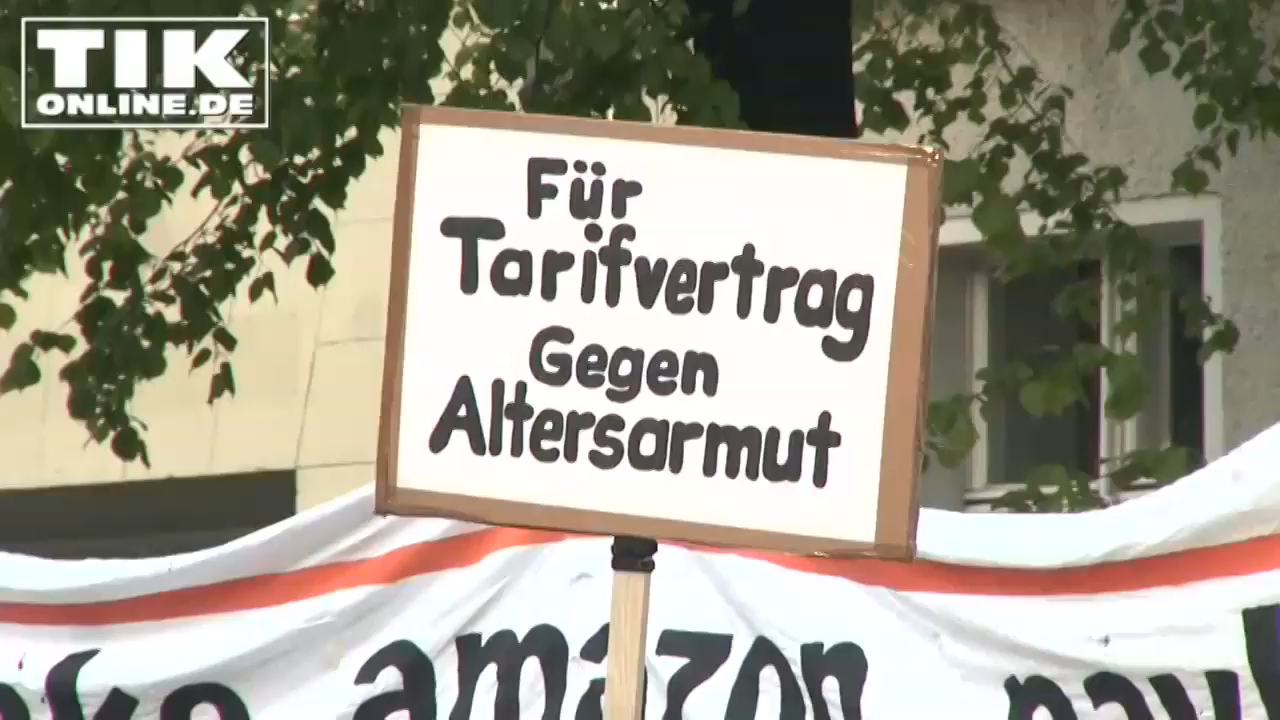 TIK
ONLINE.DE
Für
Tarifvertrag
Gegen
Altersarmut
amazon